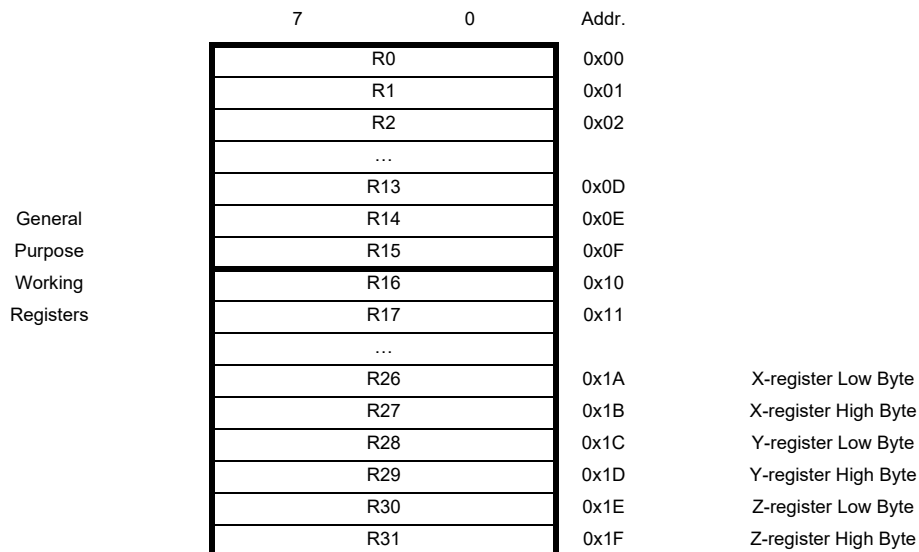 7 0 Addr.
R0 0x00
R1 0x01
R2 0x02
…
R13 0x0D
General R14 0x0E
Purpose R15 0x0F
Working R16 0x10
Registers R17 0x11
…
R26 0x1A X-register Low Byte
R27 0x1B X-register High Byte
R28 0x1C Y-register Low Byte
R29 0x1D Y-register High Byte
R30 0x1E Z-register Low Byte
R31 0x1F Z-register High Byte